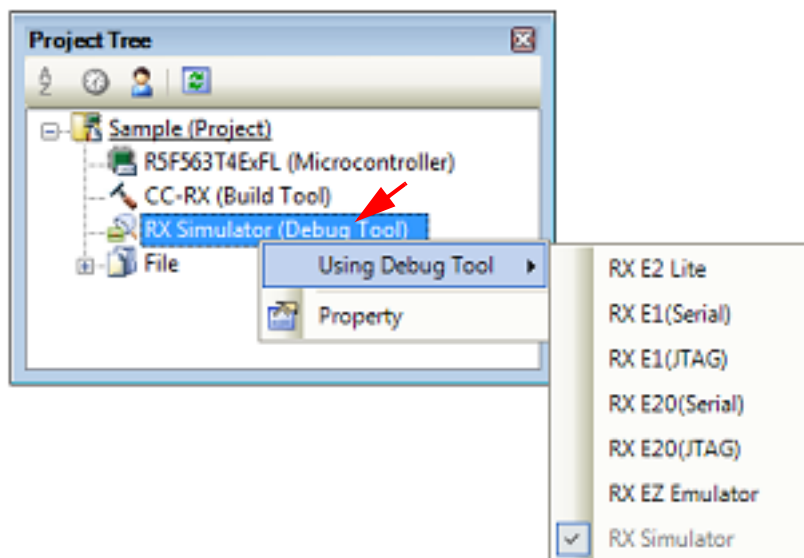 Project Tree
Sample (Project)
R5F563T4ExFL (Microcontroller)
CC-RX (Build Tool)
RX Simulator (Debug Tool)
File
Using Debug Tool
Property
RX E2 Lite
RX E1(Serial)
RX E1(JTAG)
RX E20(Serial)
RX E20(JTAG)
RX EZ Emulator
RX Simulator